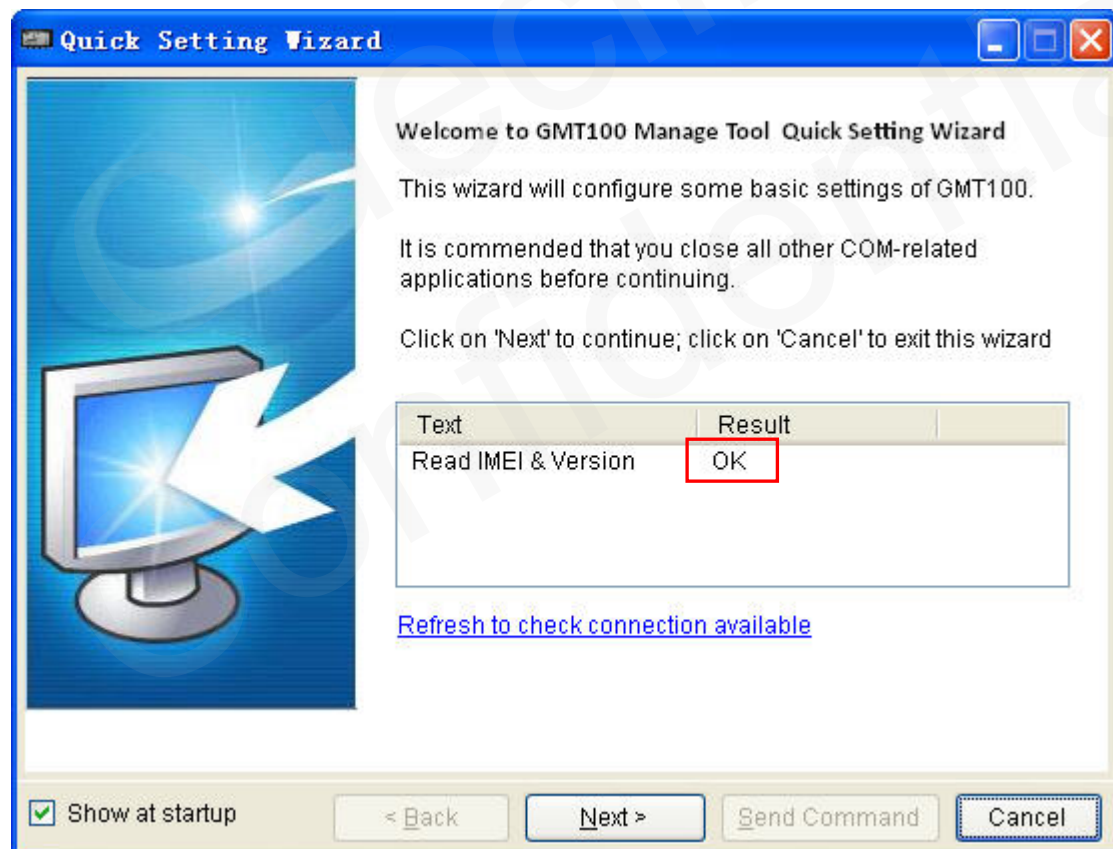 Quick Setting Wizard
Welcome to GMT100 Manage Tool Quick Setting Wizard
This wizard will configure some basic settings of GMT100.
It is commended that you close all other COM-related
applications before continuing.
Click on 'Next' to continue; click on 'Cancel' to exit this wizard
Text Result
Read IMEI & Version OK
Refresh to check connection available
Show at startup < Back Next > Send Command Cancel